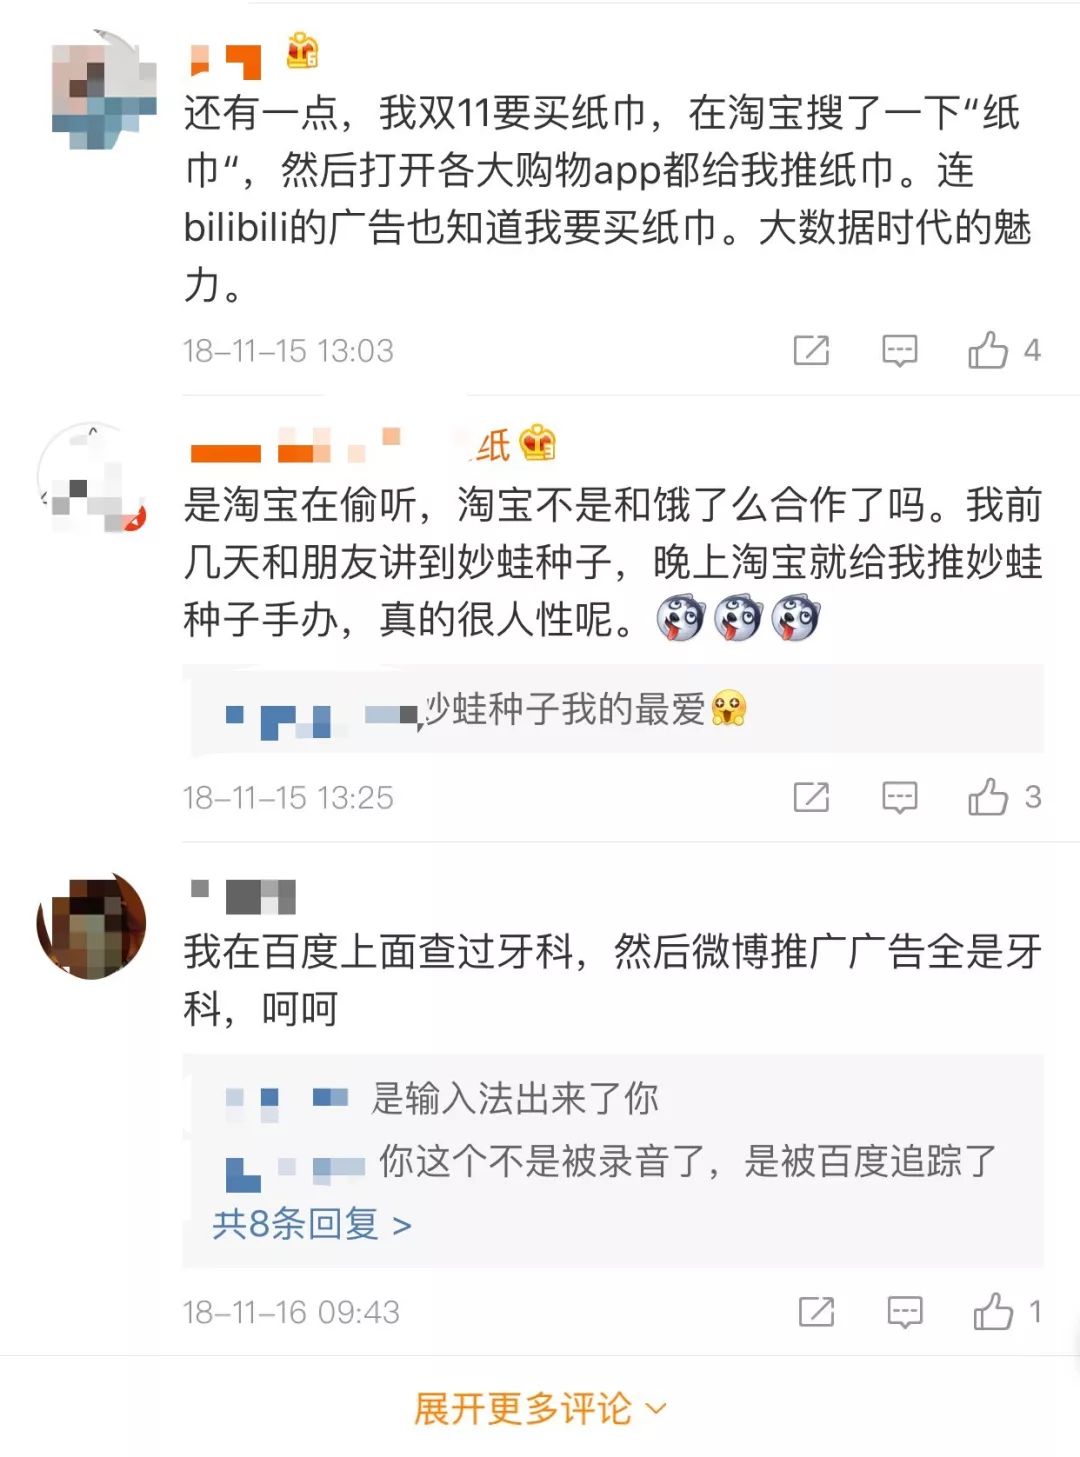 还有一点，我双11要买纸巾，在淘宝搜了一下“纸
巾“，然后打开各大购物app都给我推纸巾。连
bilibili的广告也知道我要买纸巾。大数据时代的魅
力。
18-11-15 13:03
4
纸
是淘宝在偷听，淘宝不是和饿了么合作了吗。我前
几天和朋友讲到妙蛙种子，晚上淘宝就给我推妙蛙
种子手办，真的很人性呢。
妙蛙种子我的最爱
18-11-15 13:25
3
我在百度上面查过牙科，然后微博推广广告全是牙
科，呵呵
是输入法出来了你
你这个不是被录音了，是被百度追踪了
共8条回复 >
18-11-16 09:43
1
展开更多评论